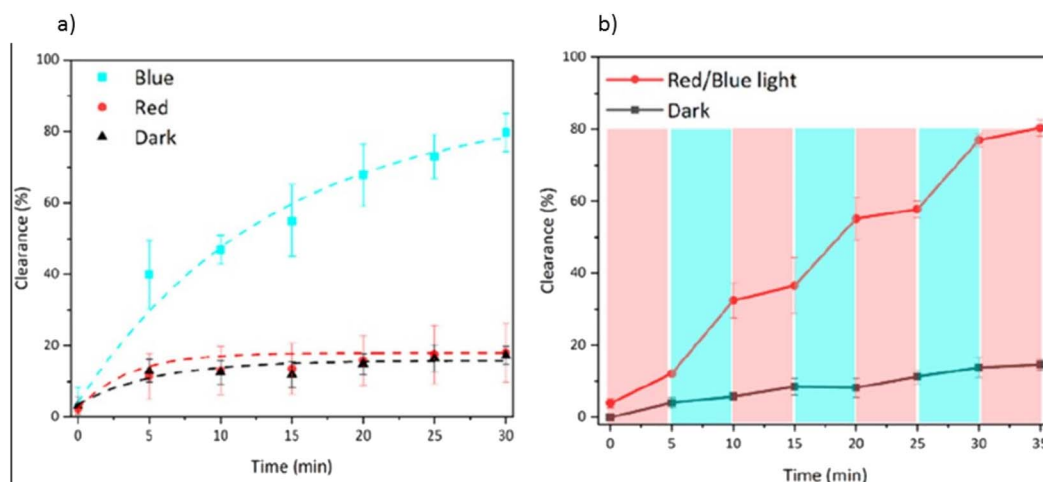 a)
100
80
60
40
20
0
Clearance (%)
Blue
Red
Dark
0 5 10 15 20 25 30
Time (min)
b)
100
80
60
40
20
0
Clearance (%)
Red/Blue light
Dark
0 5 10 15 20 25 30 35
Time (min)